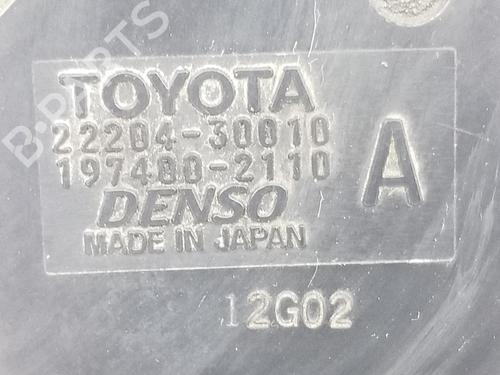 B-PARTS
TOYOTA
22204-30010
197400-2110
A
DENSO
MADE IN JAPAN
12G02